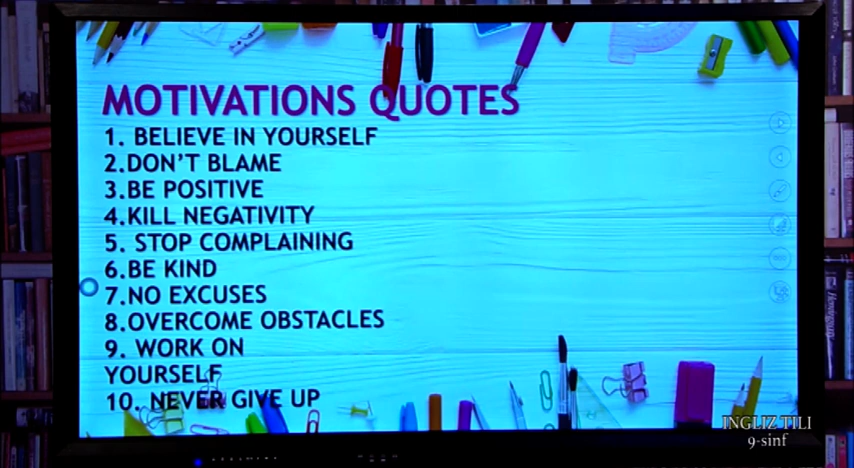 MOTIVATIONS QUOTES
1. BELIEVE IN YOURSELF
2.DON'T BLAME
3.BE POSITIVE
4.KILL NEGATIVITY
5. STOP COMPLAINING
6.BE KIND
7.NO EXCUSES
8.OVERCOME OBSTACLES
9. WORK ON
YOURSELF
10. NEVER GIVE UP
INGLIZ TILI
9-sinf